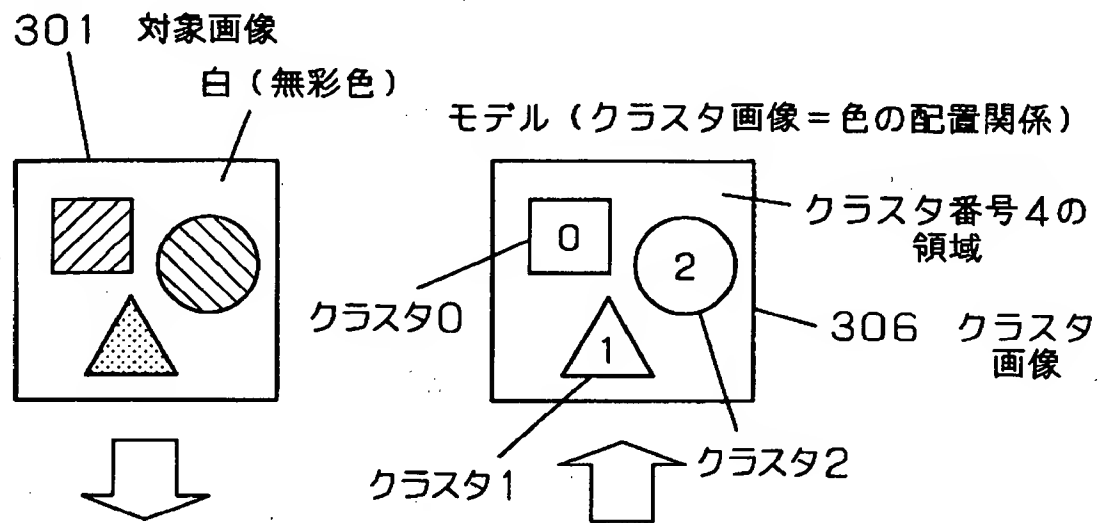 301 対象画像
白（無彩色）
モデル（クラスタ画像＝色の配置関係）
クラスタ番号4の
領域
0
2
1
クラスタ0
306 クラスタ
画像
クラスタ1
クラスタ2